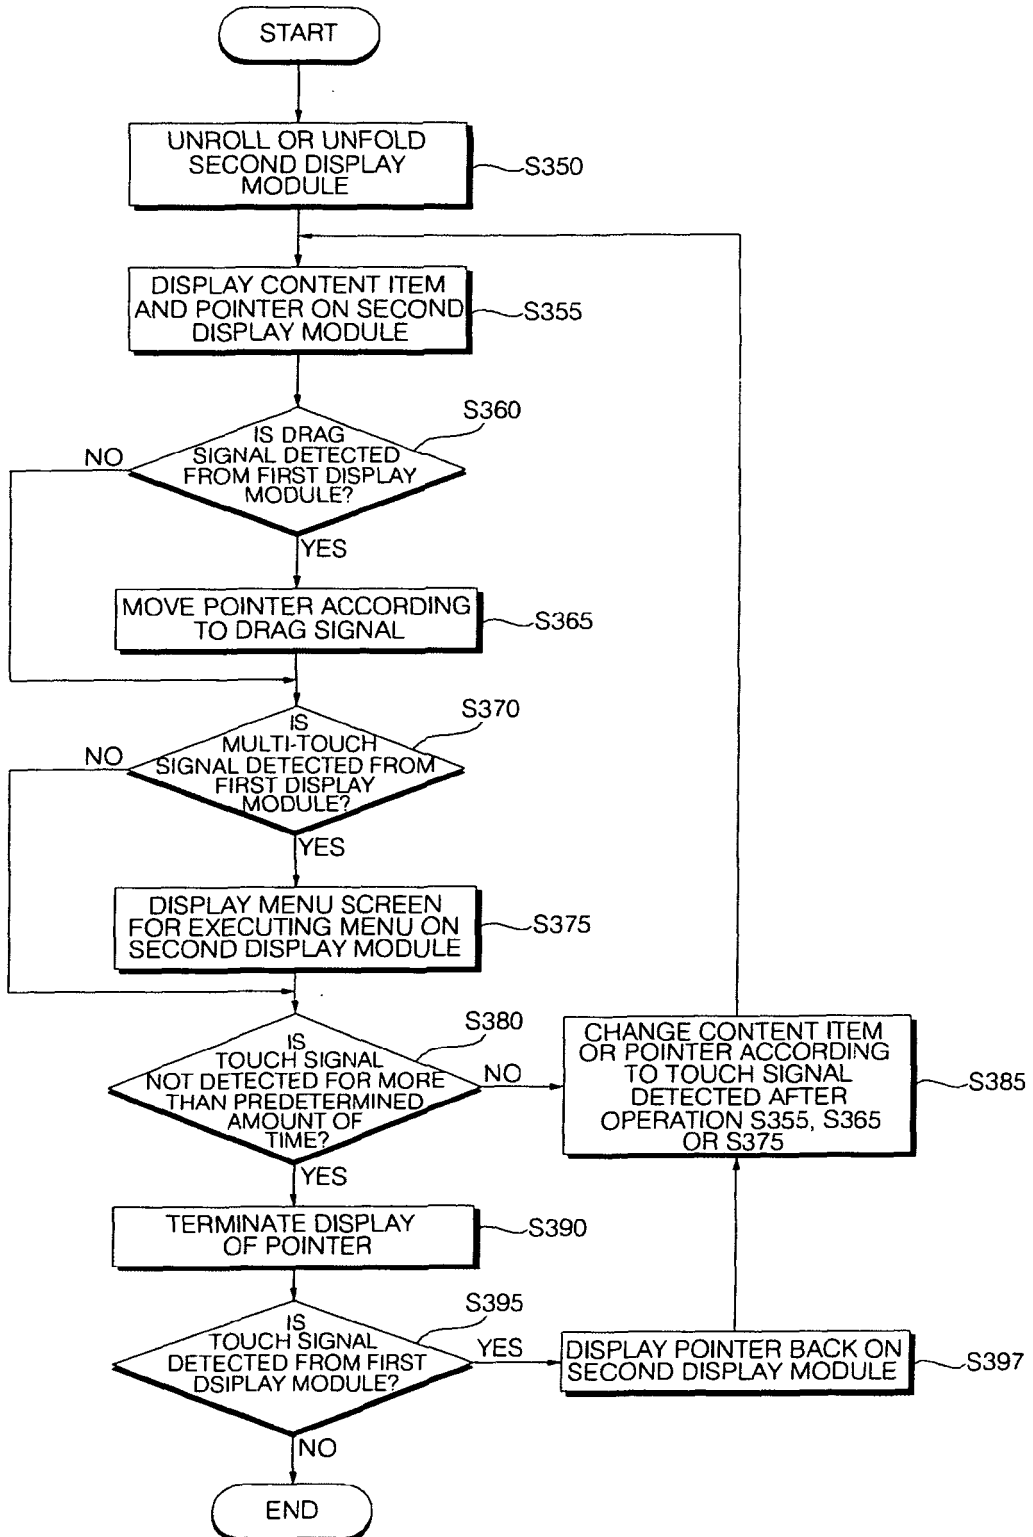 START
UNROLL OR UNFOLD
SECOND DISPLAY
MODULE
S350
DISPLAY CONTENT ITEM
AND POINTER ON SECOND
DISPLAY MODULE
S355
S360
IS DRAG
SIGNAL DETECTED
FROM FIRST DISPLAY
MODULE?
NO
YES
MOVE POINTER ACCORDING
TO DRAG SIGNAL
S365
S370
IS
MULTI-TOUCH
SIGNAL DETECTED FROM
FIRST DISPLAY
MODULE?
NO
YES
DISPLAY MENU SCREEN
FOR EXECUTING MENU ON
SECOND DISPLAY MODULE
S375
S380
IS
TOUCH SIGNAL
NOT DETECTED FOR MORE
THAN PREDETERMINED
AMOUNT OF
TIME?
NO
YES
CHANGE CONTENT ITEM
OR POINTER ACCORDING
TO TOUCH SIGNAL
DETECTED AFTER
OPERATION S355, S365
OR S375
S385
TERMINATE DISPLAY
OF POINTER
S390
S395
IS
TOUCH SIGNAL
DETECTED FROM FIRST
DSIPLAY MODULE?
YES
NO
DISPLAY POINTER BACK ON
SECOND DISPLAY MODULE
S397
END